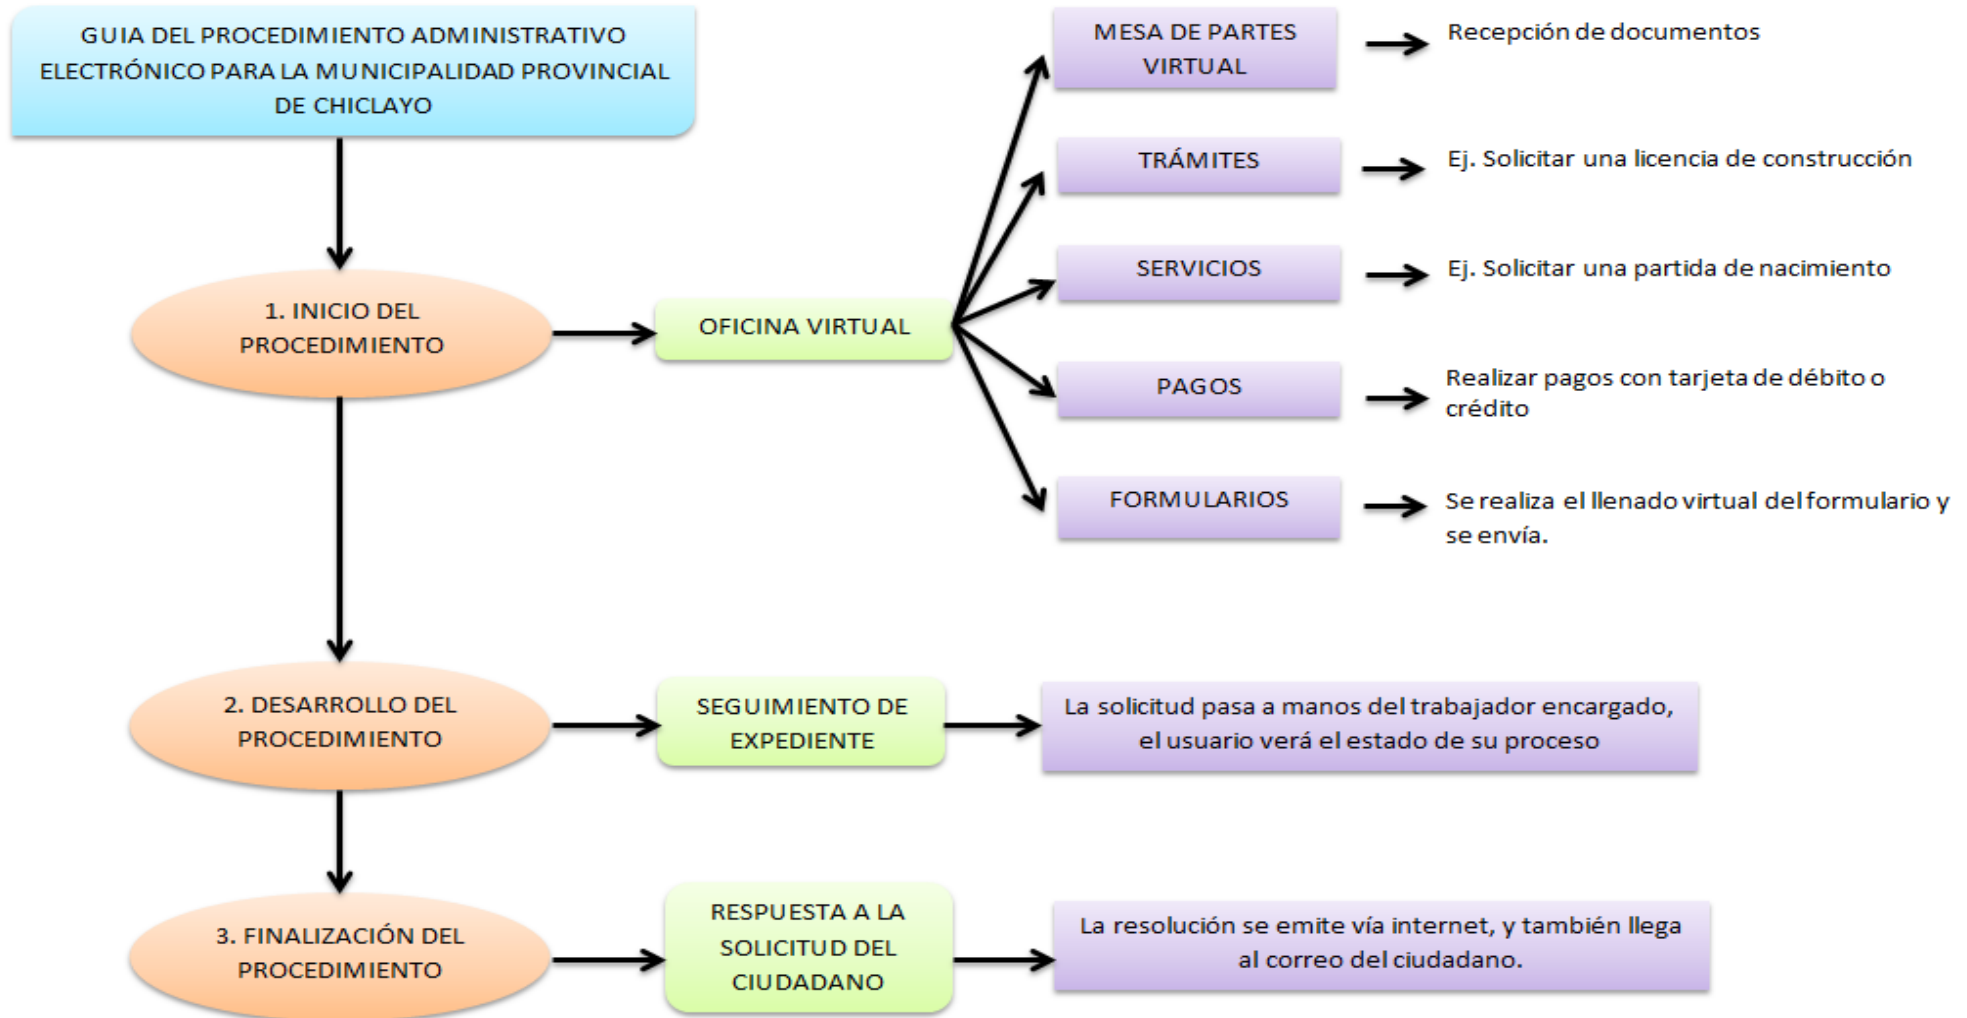 GUIA DEL PROCEDIMIENTO ADMINISTRATIVO
ELECTRÓNICO PARA LA MUNICIPALIDAD PROVINCIAL
DE CHICLAYO
1. INICIO DEL
PROCEDIMIENTO
OFICINA VIRTUAL
MESA DE PARTES
VIRTUAL
Recepción de documentos
TRÁMITES
Ej. Solicitar una licencia de construcción
SERVICIOS
Ej. Solicitar una partida de nacimiento
PAGOS
Realizar pagos con tarjeta de débito o
crédito
FORMULARIOS
Se realiza el llenado virtual del formulario y
se envía.
2. DESARROLLO DEL
PROCEDIMIENTO
SEGUIMIENTO DE
EXPEDIENTE
La solicitud pasa a manos del trabajador encargado,
el usuario verá el estado de su proceso
3. FINALIZACIÓN DEL
PROCEDIMIENTO
RESPUESTA A LA
SOLICITUD DEL
CIUDADANO
La resolución se emite vía internet, y también llega
al correo del ciudadano.